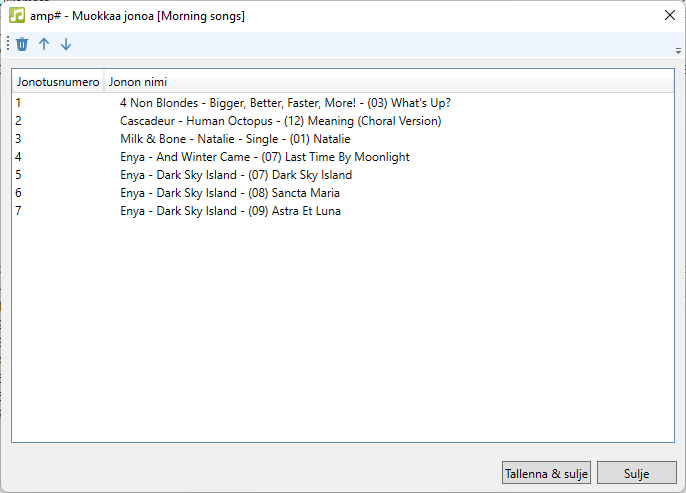 amp# - Muokkaa jonoa [Morning songs]
Jonotusnumero Jonon nimi
1 4 Non Blondes - Bigger, Better, Faster, More! - (03) What's Up?
2 Cascadeur - Human Octopus - (12) Meaning (Choral Version)
3 Milk & Bone - Natalie - Single - (01) Natalie
4 Enya - And Winter Came - (07) Last Time By Moonlight
5 Enya - Dark Sky Island - (07) Dark Sky Island
6 Enya - Dark Sky Island - (08) Sancta Maria
7 Enya - Dark Sky Island - (09) Astra Et Luna
Tallenna & sulje Sulje